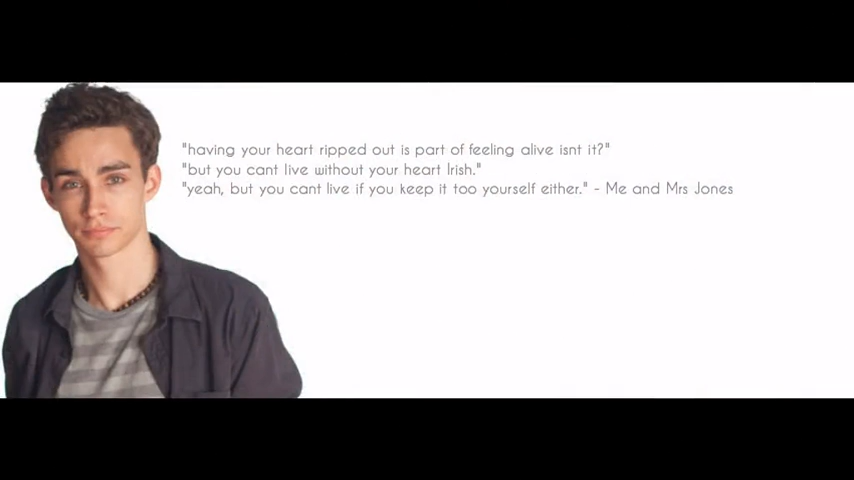 "having your heart ripped out is part of feeling alive isnt it?"
"but you cant live without your heart Irish."
"yeah, but you cant live if you keep it too yourself either." - Me and Mrs Jones